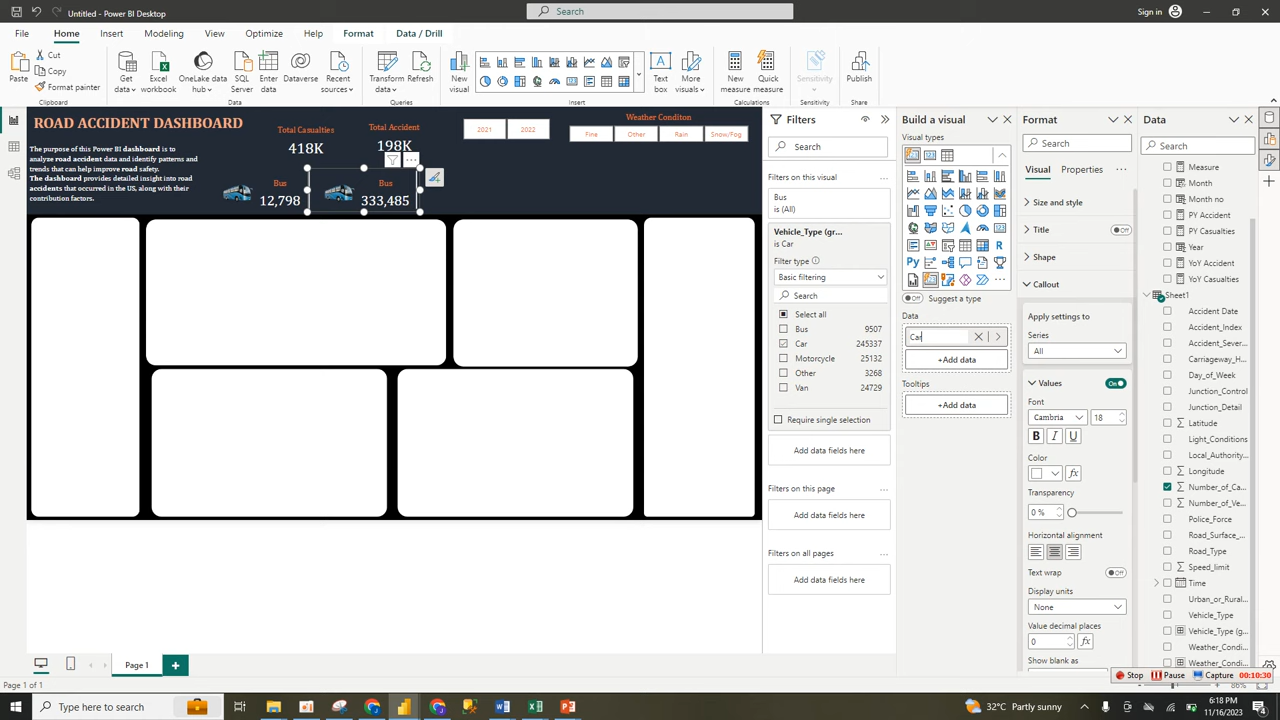 Untitled - Power BI Desktop
Search
Sign in
File
Home
Insert
Modeling
View
Optimize
Help
Format
Data / Drill
Paste
Cut
Copy
Format painter
Get data
Excel workbook
OneLake data hub
SQL Server
Enter data
Dataverse
Recent sources
Transform data
Refresh
New visual
Text box
More visuals
New measure
Quick measure
Sensitivity
Publish
Clipboard
Data
Queries
Insert
Calculations
Sensitivity
Share
ROAD ACCIDENT DASHBOARD
The purpose of this Power BI dashboard is to
analyze road accident data and identify patterns and
trends that can help improve road safety.
The dashboard provides detailed insight into road
accidents that occurred in the US, along with their
contribution factors.
Total Casualties
418K
Total Accident
198K
2021
2022
Weather Conditon
Fine
Other
Rain
Snow/Fog
Bus
12,798
Bus
333,485
Filters
Search
Filters on this visual
Bus
is (All)
Vehicle_Type (gr...
is Car
Filter type
Basic filtering
Search
Select all
Bus 9507
Car 245337
Motorcycle 25132
Other 3268
Van 24729
Require single selection
Add data fields here
Filters on this page
Add data fields here
Filters on all pages
Add data fields here
Build a visual
Visual types
R
Py
Off
Suggest a type
Data
Car
+Add data
Tooltips
+Add data
Format
Search
Visual
Properties
Size and style
Title
Off
Shape
Callout
Apply settings to
Series
All
Values
On
Font
Cambria
18
B
I
U
Color
fx
Transparency
0 %
Horizontal alignment
Text wrap
Off
Display units
None
Value decimal places
0
fx
Show blank as
Data
Search
Measure
Month
Month no
PY Accident
PY Casualties
Year
YoY Accident
YoY Casualties
Sheet1
Accident Date
Accident_Index
Accident_Sever...
Carriageway_H...
Day_of_Week
Junction_Control
Junction_Detail
Latitude
Light_Conditions
Local_Authority...
Longitude
Number_of_Ca...
Number_of_Ve...
Police_Force
Road_Surface_...
Road_Type
Speed_limit
Time
Urban_or_Rural...
Vehicle_Type
Vehicle_Type (g...
Weather_Condi...
Weather_Condi...
Page 1
Page 1 of 1
Stop
Pause
Capture
00:10:30
86%
Type here to search
32°C Partly sunny
6:18 PM
11/16/2023